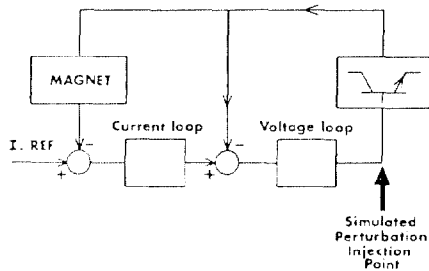 MAGNET
Current loop
Voltage loop
I. REF
-
-
+
+
Simulated
Perturbation
Injection
Point